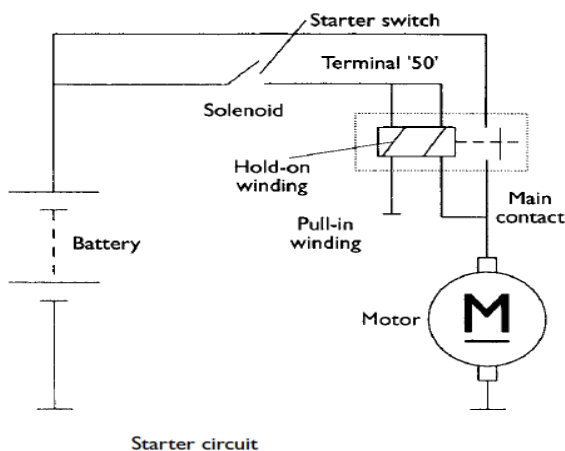 Starter switch
Terminal '50'
Solenoid
Hold-on
winding
Pull-in
winding
Main
contact
Battery
Motor
M
Starter circuit